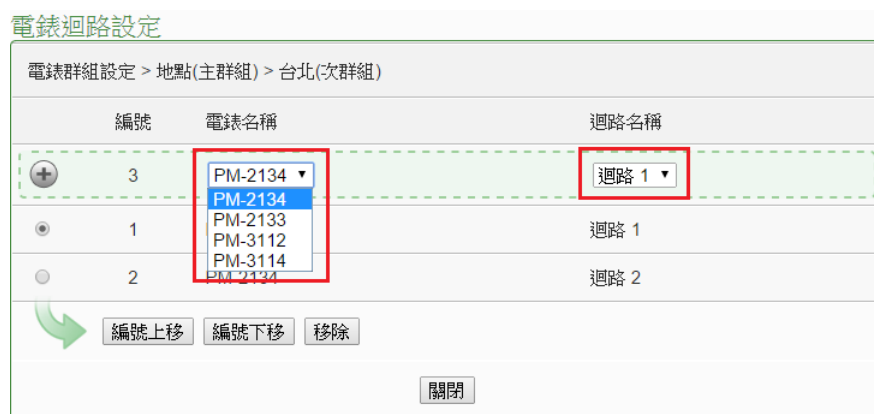 電錶迴路設定
電錶群組設定 > 地點(主群組) > 台北(次群組)
編號 電錶名稱 迴路名稱
3 PM-2134 迴路 1
PM-2134
PM-2133
PM-3112
PM-3114
1 迴路 1
2 PM-2134 迴路 2
編號上移 編號下移 移除
關閉